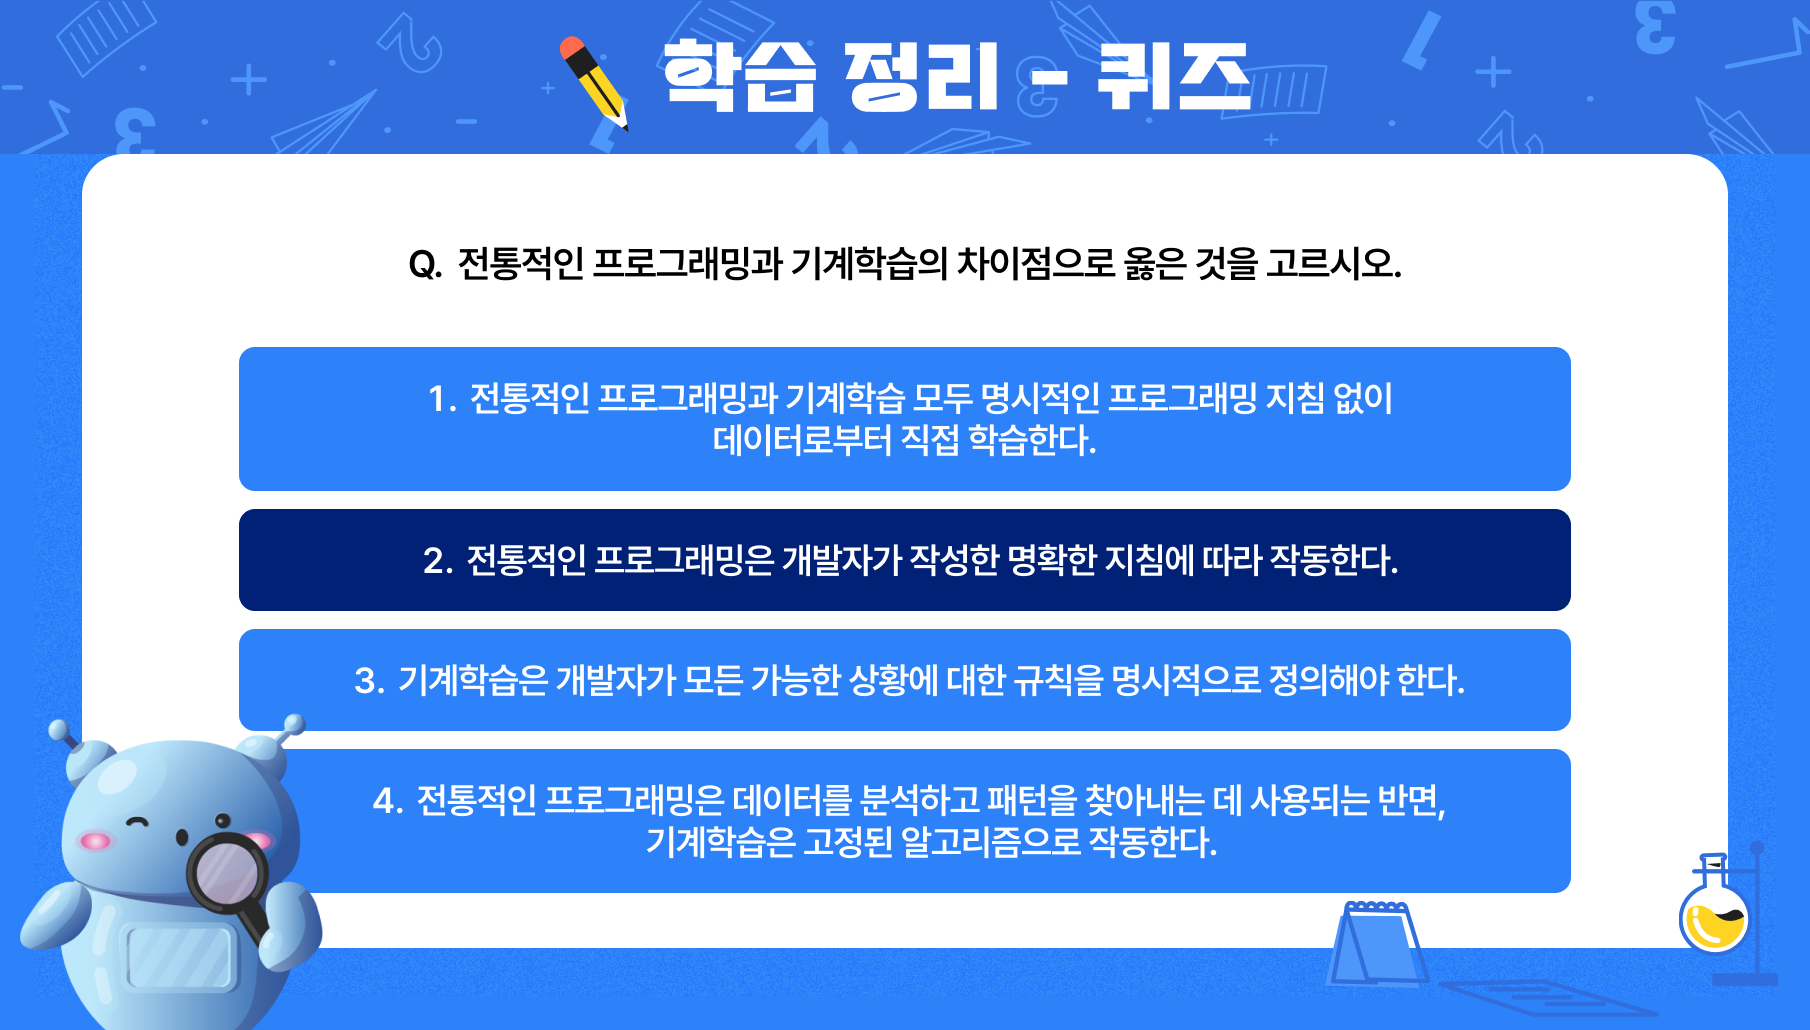 학습 정리 - 퀴즈
Q. 전통적인 프로그래밍과 기계학습의 차이점으로 옳은 것을 고르시오.
1. 전통적인 프로그래밍과 기계학습 모두 명시적인 프로그래밍 지침 없이
데이터로부터 직접 학습한다.
2. 전통적인 프로그래밍은 개발자가 작성한 명확한 지침에 따라 작동한다.
3. 기계학습은 개발자가 모든 가능한 상황에 대한 규칙을 명시적으로 정의해야 한다.
4. 전통적인 프로그래밍은 데이터를 분석하고 패턴을 찾아내는 데 사용되는 반면,
기계학습은 고정된 알고리즘으로 작동한다.